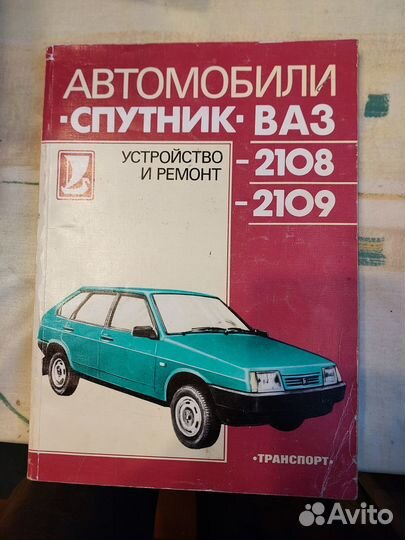 АВТОМОБИЛИ
·СПУТНИК· ВАЗ
УСТРОЙСТВО -2108
И РЕМОНТ
-2109
·ТРАНСПОРТ·
Avito